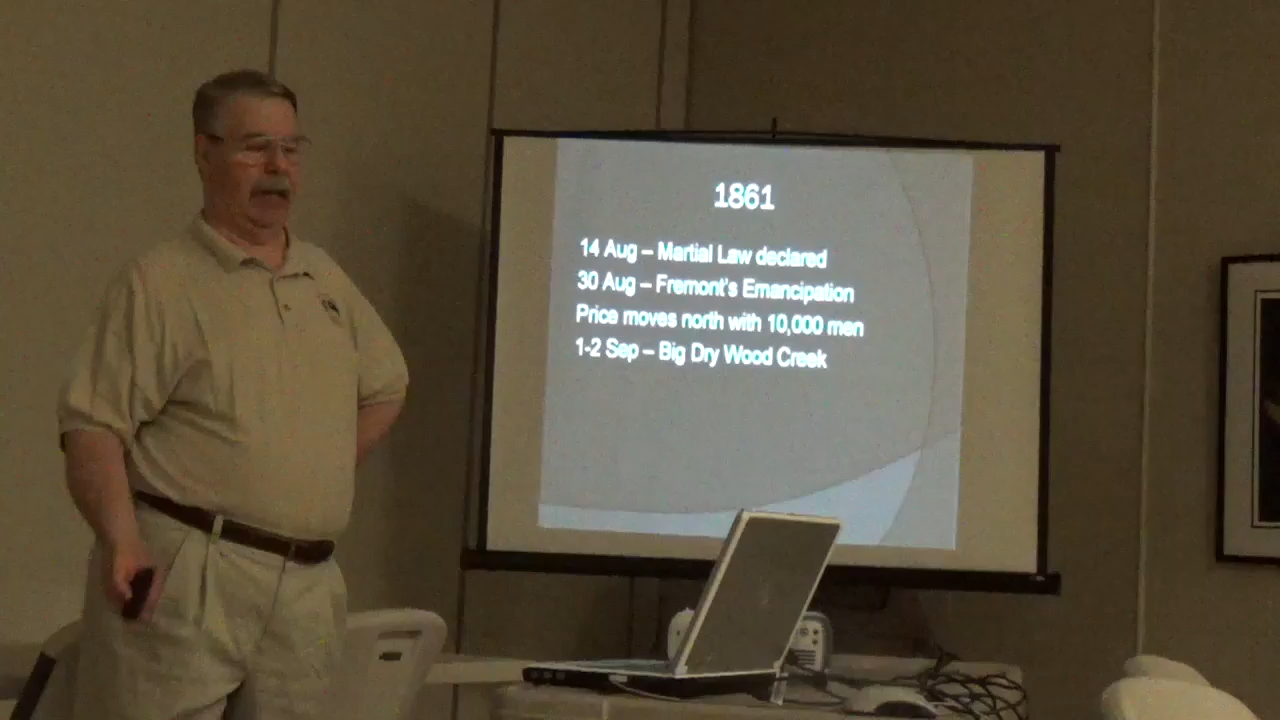 1861
14 Aug – Martial Law declared
30 Aug – Fremont's Emancipation
Price moves north with 10,000 men
1-2 Sep – Big Dry Wood Creek